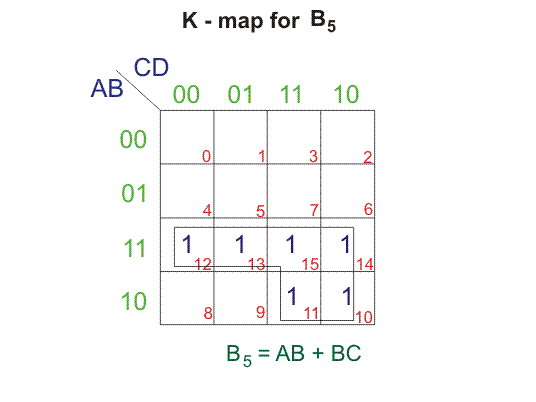 K - map for B5
CD
AB
00 01 11 10
00
0 1 3 2
01
4 5 7 6
11 1 1 1 1
12 13 15 14
10 1 1
8 9 11 10
B5 = AB + BC